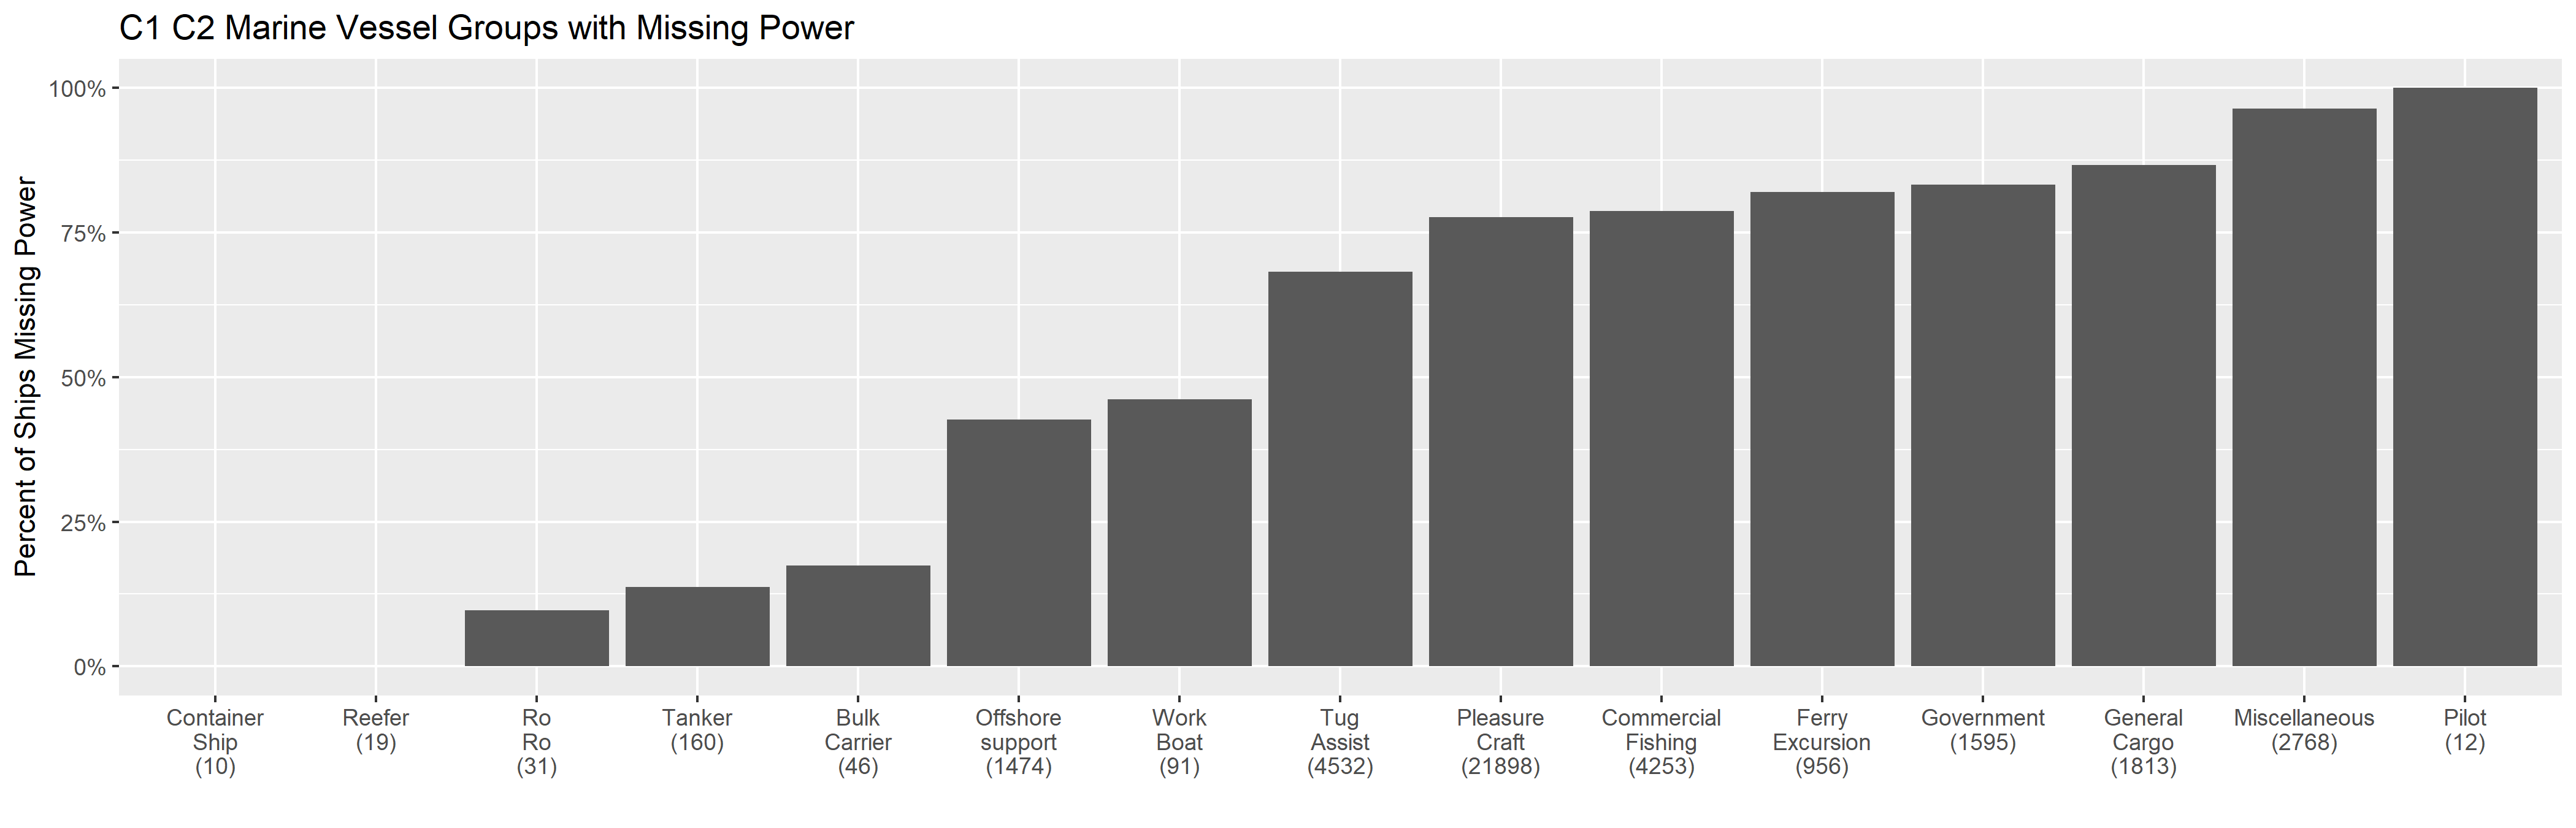 C1 C2 Marine Vessel Groups with Missing Power
Percent of Ships Missing Power
100%
75%
50%
25%
0%
Container
Ship
(10)
Reefer
(19)
Ro
Ro
(31)
Tanker
(160)
Bulk
Carrier
(46)
Offshore
support
(1474)
Work
Boat
(91)
Tug
Assist
(4532)
Pleasure
Craft
(21898)
Commercial
Fishing
(4253)
Ferry
Excursion
(956)
Government
(1595)
General
Cargo
(1813)
Miscellaneous
(2768)
Pilot
(12)